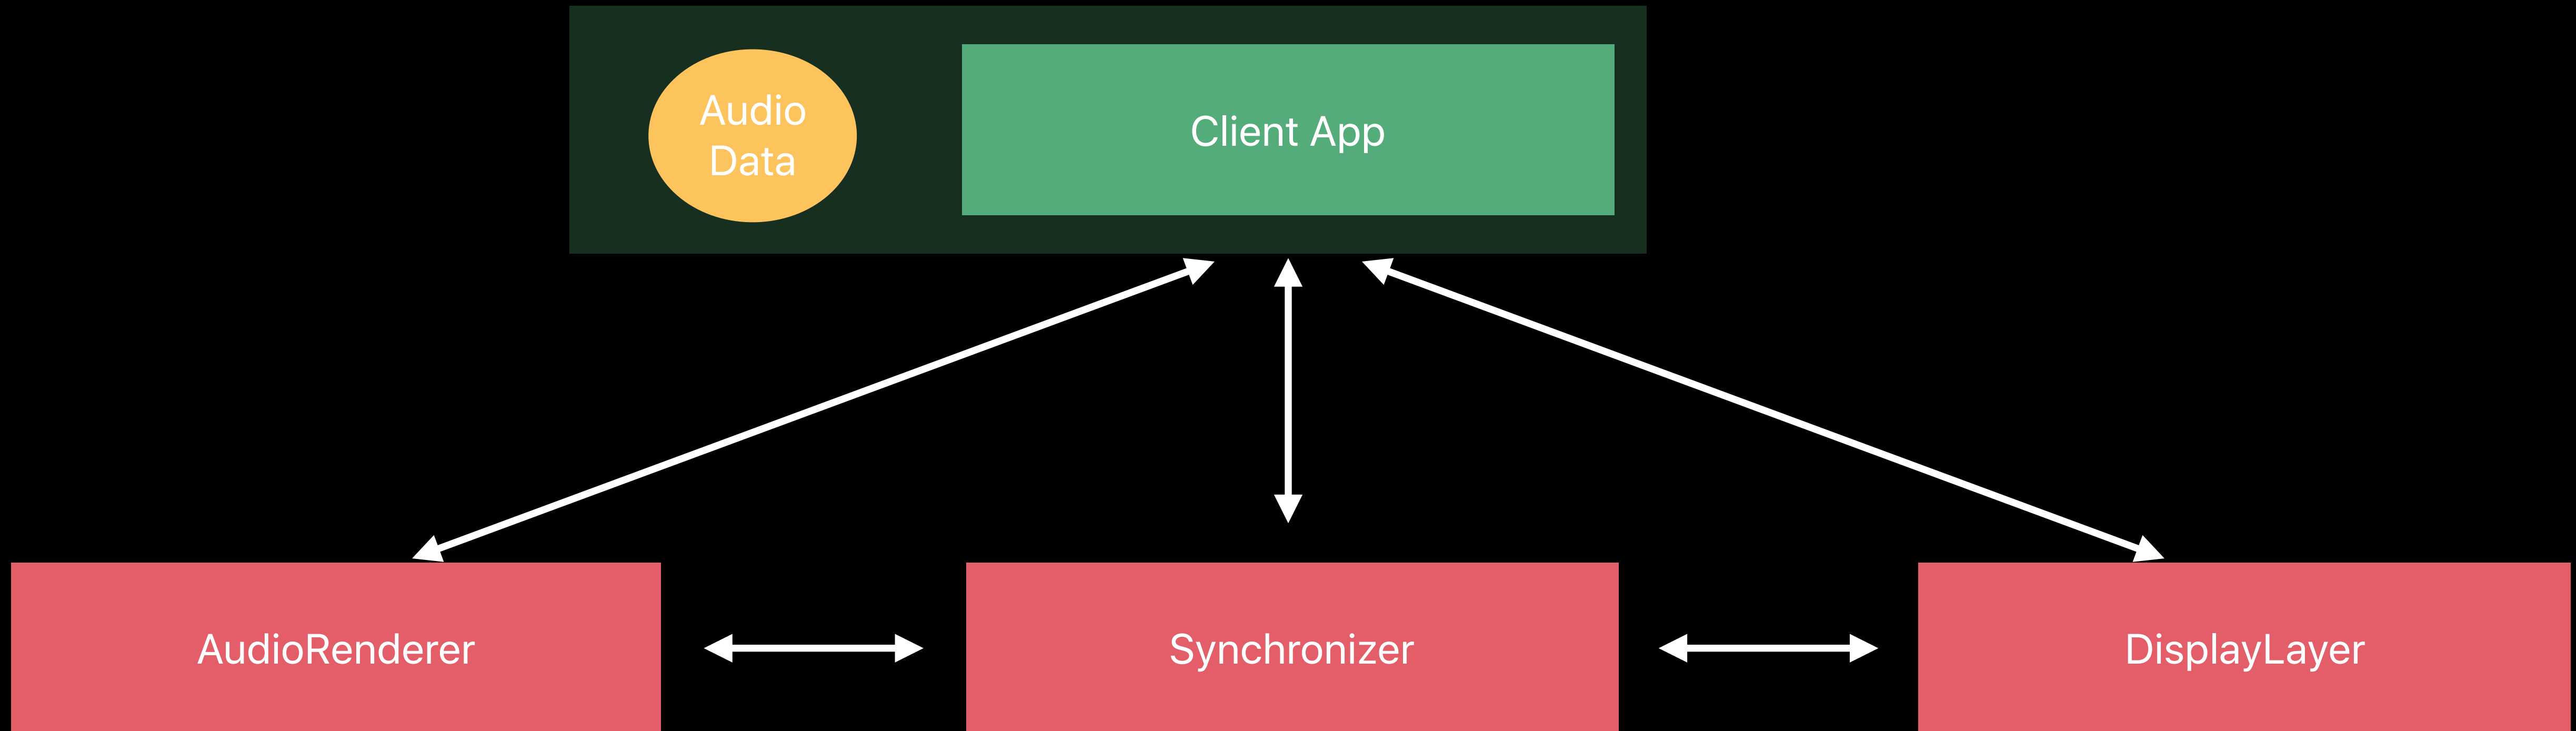 Audio
Data
Client App
AudioRenderer
Synchronizer
DisplayLayer